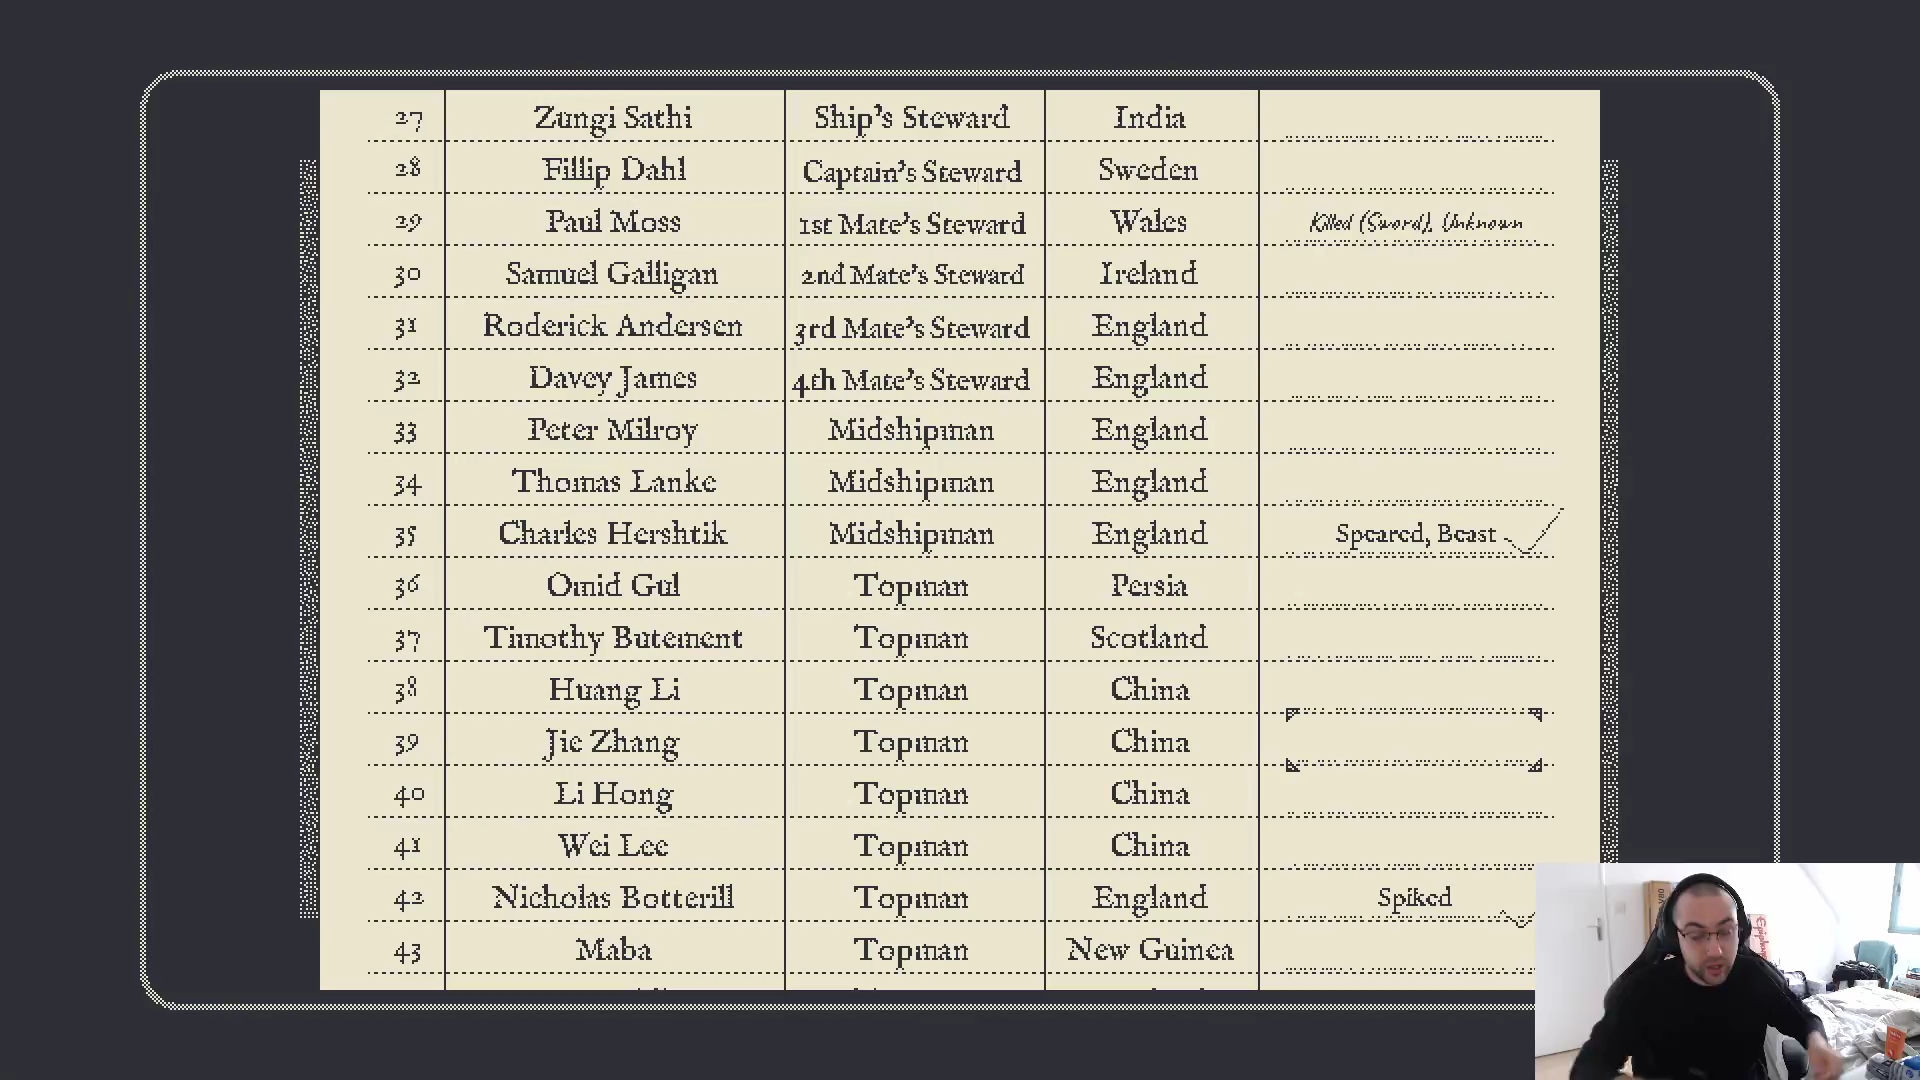 27 Zungi Sathi Ship's Steward India
28 Fillip Dahl Captain's Steward Sweden
29 Paul Moss 1st Mate's Steward Wales Killed (Sword), Unknown
30 Samuel Galligan 2nd Mate's Steward Ireland
31 Roderick Andersen 3rd Mate's Steward England
32 Davey James 4th Mate's Steward England
33 Peter Milroy Midshipman England
34 Thomas Lanke Midshipman England
35 Charles Hershtik Midshipman England Speared, Beast
36 Omid Gul Topman Persia
37 Timothy Butement Topman Scotland
38 Huang Li Topman China
39 Jie Zhang Topman China
40 Li Hong Topman China
41 Wei Lee Topman China
42 Nicholas Botterill Topman England Spiked
43 Maba Topman New Guinea
Epiphone